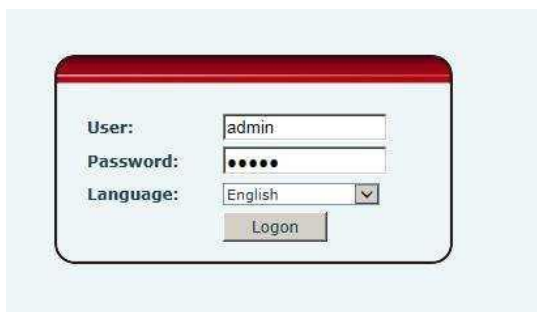 User: admin
Password: •••••
Language: English
Logon